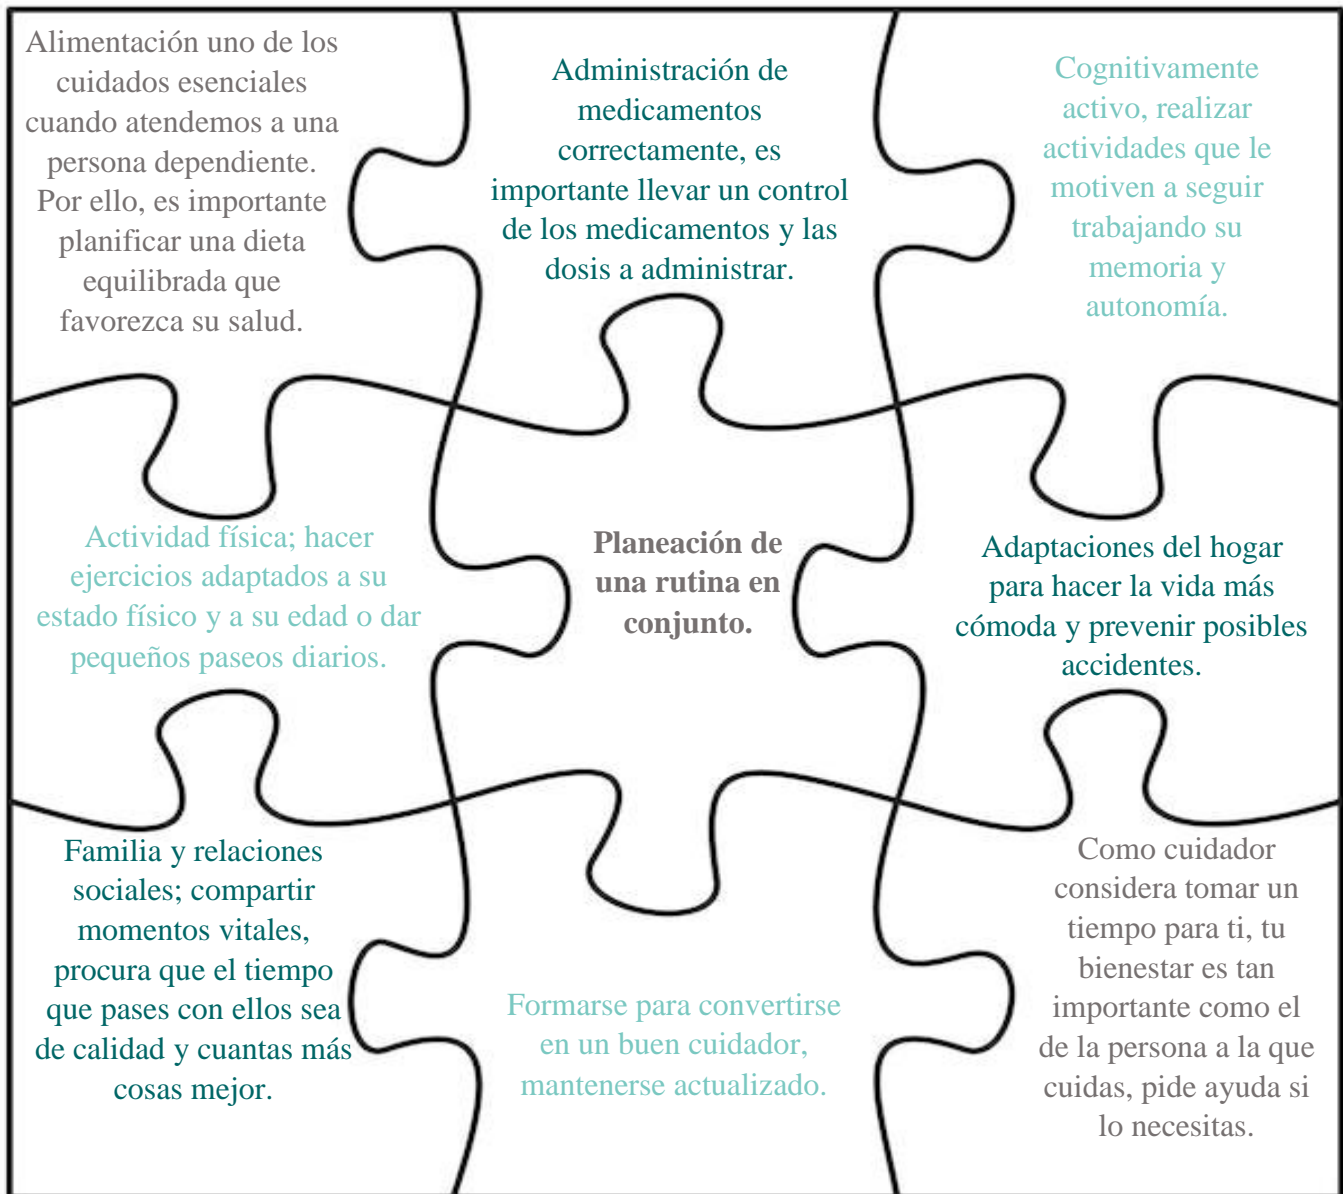 Alimentación uno de los
cuidados esenciales
cuando atendemos a una
persona dependiente.
Por ello, es importante
planificar una dieta
equilibrada que
favorezca su salud.
Administración de
medicamentos
correctamente, es
importante llevar un control
de los medicamentos y las
dosis a administrar.
Cognitivamente
activo, realizar
actividades que le
motiven a seguir
trabajando su
memoria y
autonomía.
Actividad física; hacer
ejercicios adaptados a su
estado físico y a su edad o dar
pequeños paseos diarios.
Planeación de
una rutina en
conjunto.
Adaptaciones del hogar
para hacer la vida más
cómoda y prevenir posibles
accidentes.
Familia y relaciones
sociales; compartir
momentos vitales,
procura que el tiempo
que pases con ellos sea
de calidad y cuantas más
cosas mejor.
Formarse para convertirse
en un buen cuidador,
mantenerse actualizado.
Como cuidador
considera tomar un
tiempo para ti, tu
bienestar es tan
importante como el
de la persona a la que
cuidas, pide ayuda si
lo necesitas.